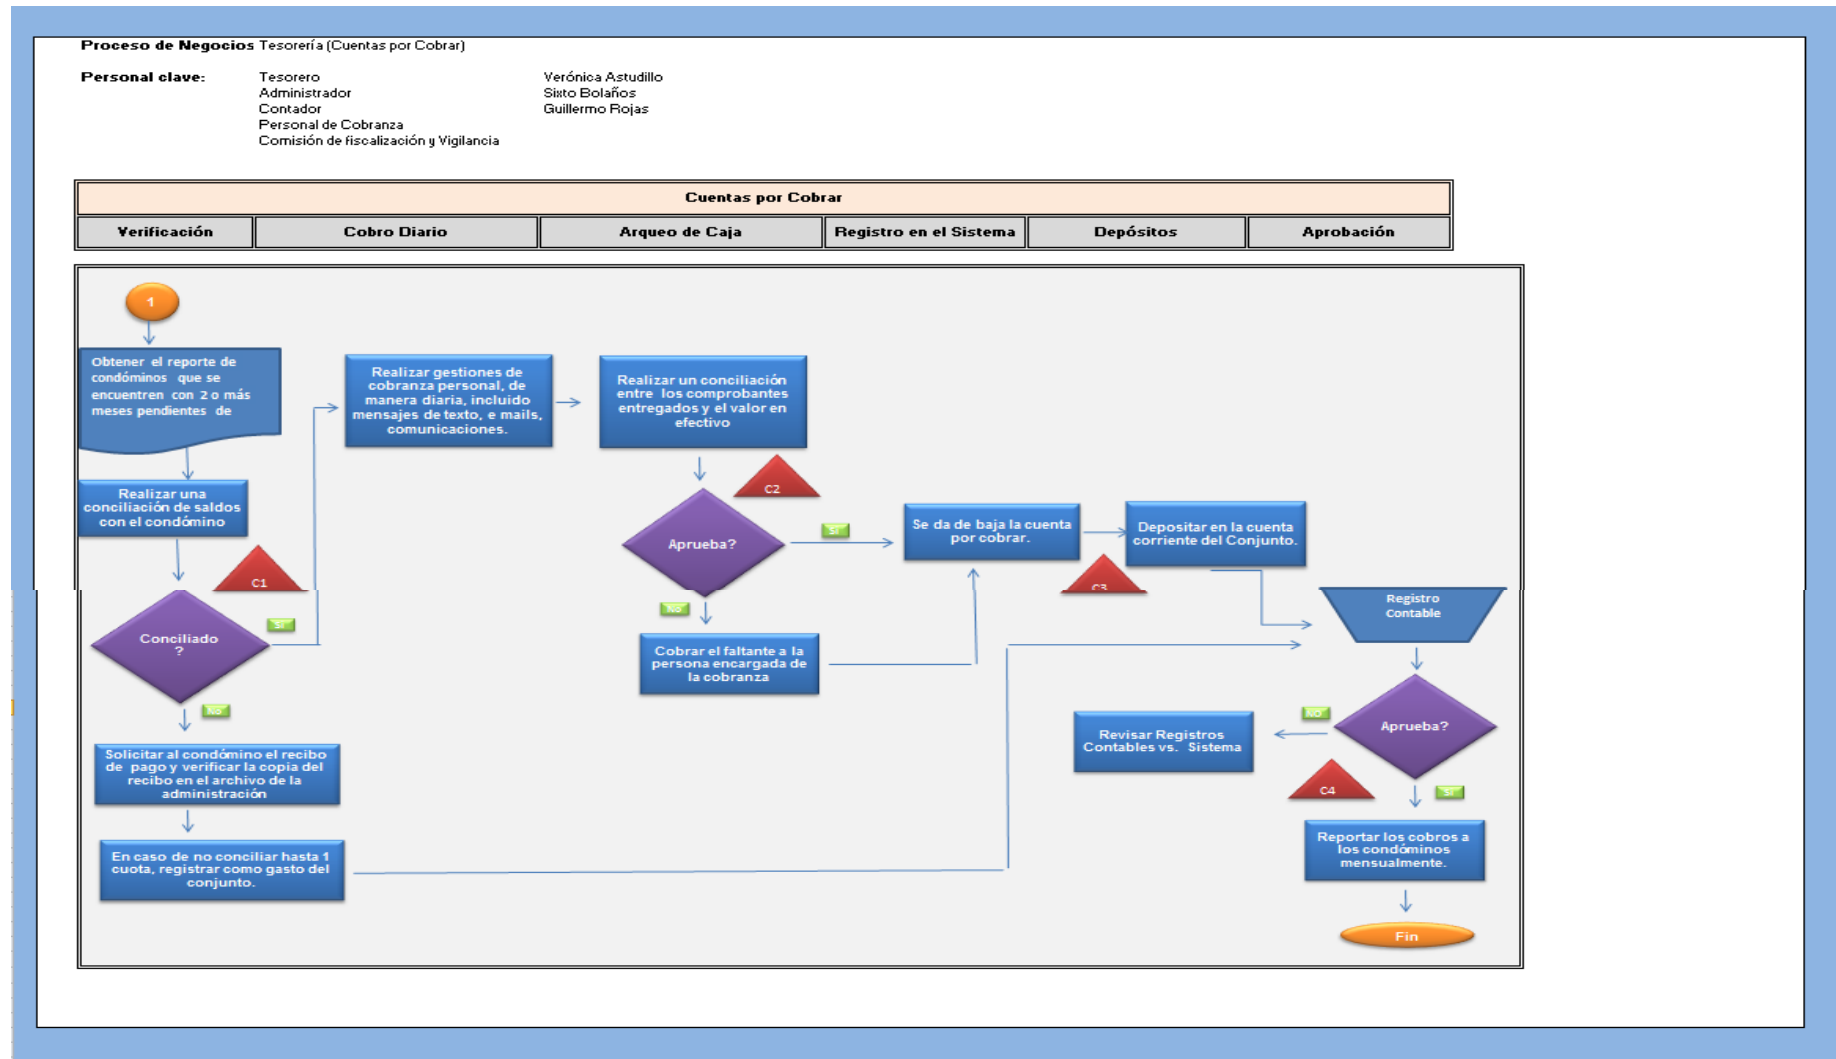 Proceso de Negocios Tesorería (Cuentas por Cobrar)
Personal clave: Tesorero Verónica Astudillo
Administrador Sixto Bolaños
Contador Guillermo Rojas
Personal de Cobranza
Comisión de fiscalización y Vigilancia
Cuentas por Cobrar
Verificación Cobro Diario Arqueo de Caja Registro en el Sistema Depósitos Aprobación
1
Obtener el reporte de
condóminos que se
encuentren con 2 o más
meses pendientes de
Realizar una
conciliación de saldos
con el condómino
C1
Conciliado
?
Si
No
Solicitar al condómino el recibo
de pago y verificar la copia del
recibo en el archivo de la
administración
En caso de no conciliar hasta 1
cuota, registrar como gasto del
conjunto.
Realizar gestiones de
cobranza personal, de
manera diaria, incluido
mensajes de texto, e mails,
comunicaciones.
Realizar un conciliación
entre los comprobantes
entregados y el valor en
efectivo
C2
Aprueba?
Si
No
Cobrar el faltante a la
persona encargada de
la cobranza
Se da de baja la cuenta
por cobrar.
C3
Depositar en la cuenta
corriente del Conjunto.
Registro
Contable
Aprueba?
NO
Revisar Registros
Contables vs. Sistema
C4
Si
Reportar los cobros a
los condóminos
mensualmente.
Fin